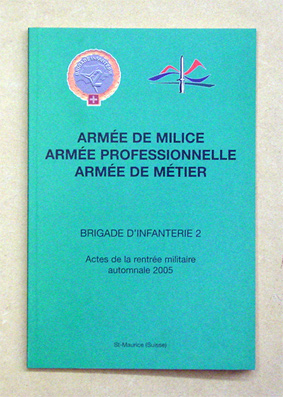 ARMÉE DE MILICE
ARMÉE PROFESSIONNELLE
ARMÉE DE MÉTIER
BRIGADE D'INFANTERIE 2
Actes de la rentrée militaire
automnale 2005
St-Maurice (Suisse)